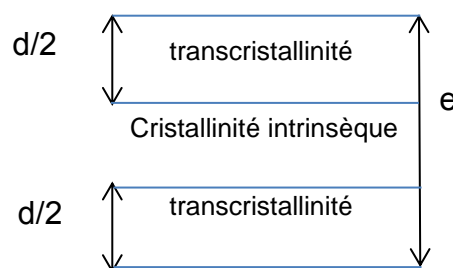 d/2
transcristallinité
e
Cristallinité intrinsèque
d/2
transcristallinité